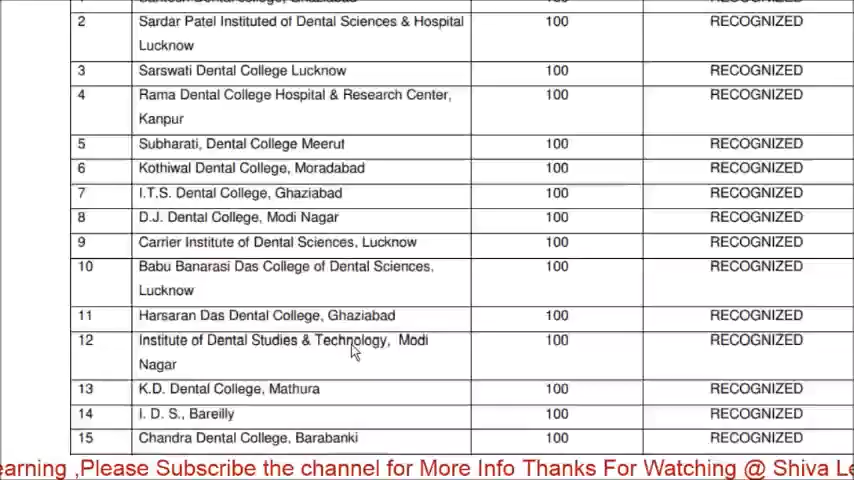 2 Sardar Patel Instituted of Dental Sciences & Hospital 100 RECOGNIZED
Lucknow
3 Sarswati Dental College Lucknow 100 RECOGNIZED
4 Rama Dental College Hospital & Research Center, 100 RECOGNIZED
Kanpur
5 Subharati, Dental College Meerut 100 RECOGNIZED
6 Kothiwal Dental College, Moradabad 100 RECOGNIZED
7 I.T.S. Dental College, Ghaziabad 100 RECOGNIZED
8 D.J. Dental College, Modi Nagar 100 RECOGNIZED
9 Carrier Institute of Dental Sciences, Lucknow 100 RECOGNIZED
10 Babu Banarasi Das College of Dental Sciences, 100 RECOGNIZED
Lucknow
11 Harsaran Das Dental College, Ghaziabad 100 RECOGNIZED
12 Institute of Dental Studies & Technology, Modi 100 RECOGNIZED
Nagar
13 K.D. Dental College, Mathura 100 RECOGNIZED
14 I. D. S., Bareilly 100 RECOGNIZED
15 Chandra Dental College, Barabanki 100 RECOGNIZED
earning ,Please Subscribe the channel for More Info Thanks For Watching @ Shiva Le